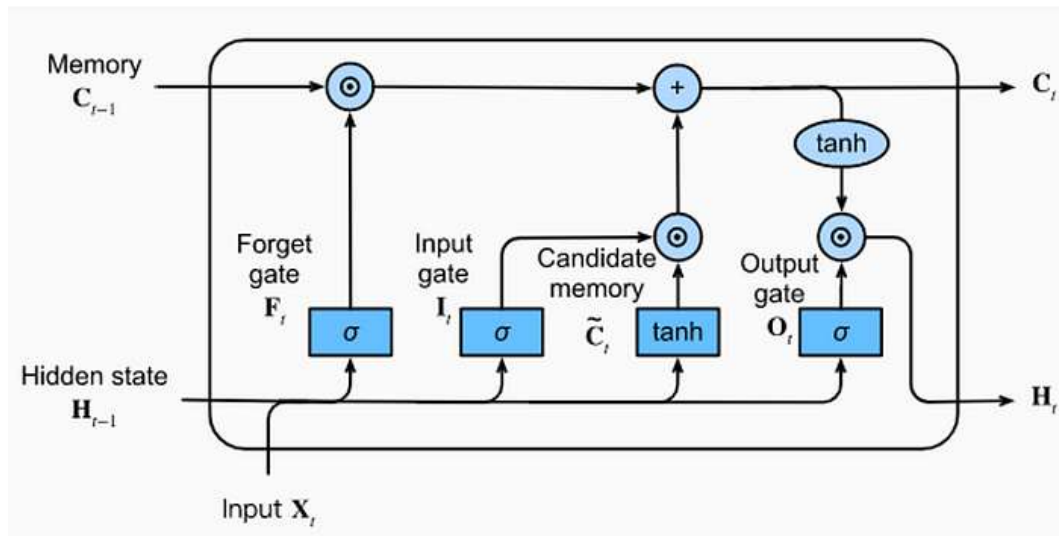 Memory
C_{t-1}
⊙
+
C_t
tanh
Forget
gate
F_t
σ
Input
gate
I_t
σ
⊙
Candidate
memory
C̃_t
tanh
⊙
Output
gate
O_t
σ
Hidden state
H_{t-1}
H_t
Input X_t